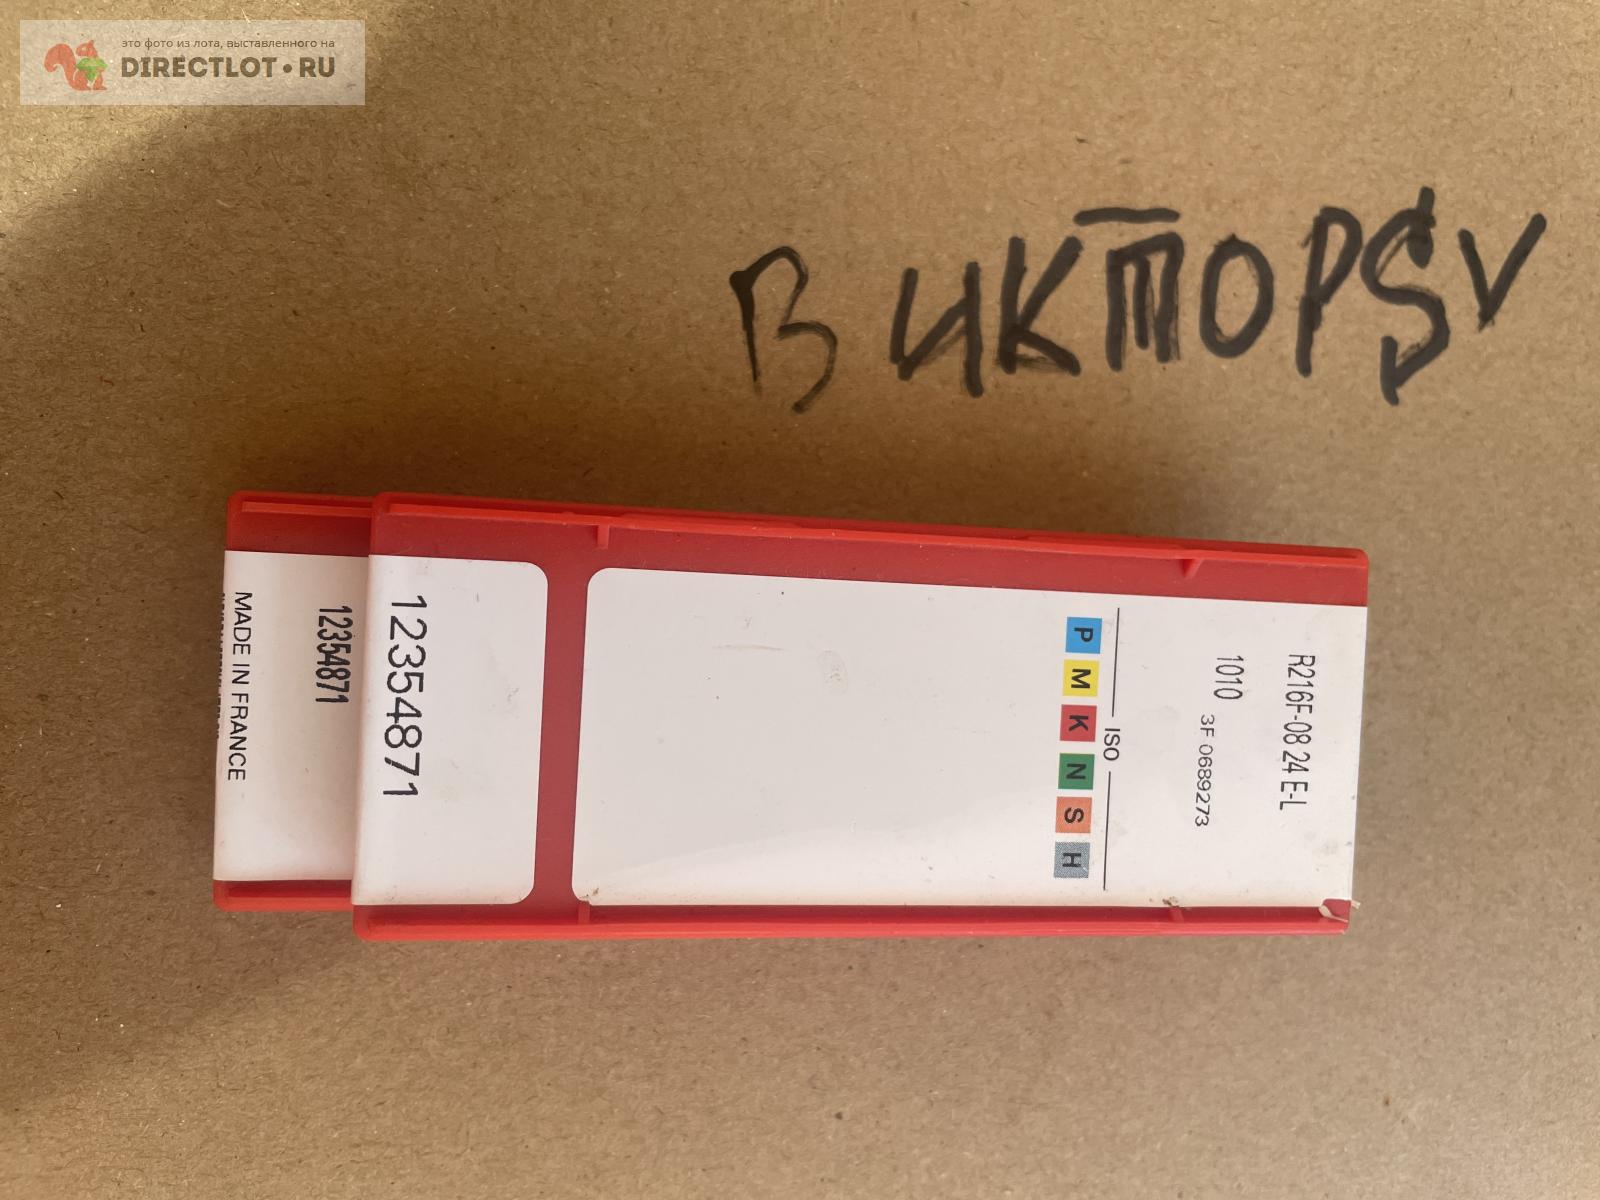 это фото из лота, выставленного на
DIRECTLOT•RU
ВИКТОРSV
R216F-08 24 E-L
1010
3F 0689273
ISO
P M K N S H
12354871
12354871
MADE IN FRANCE